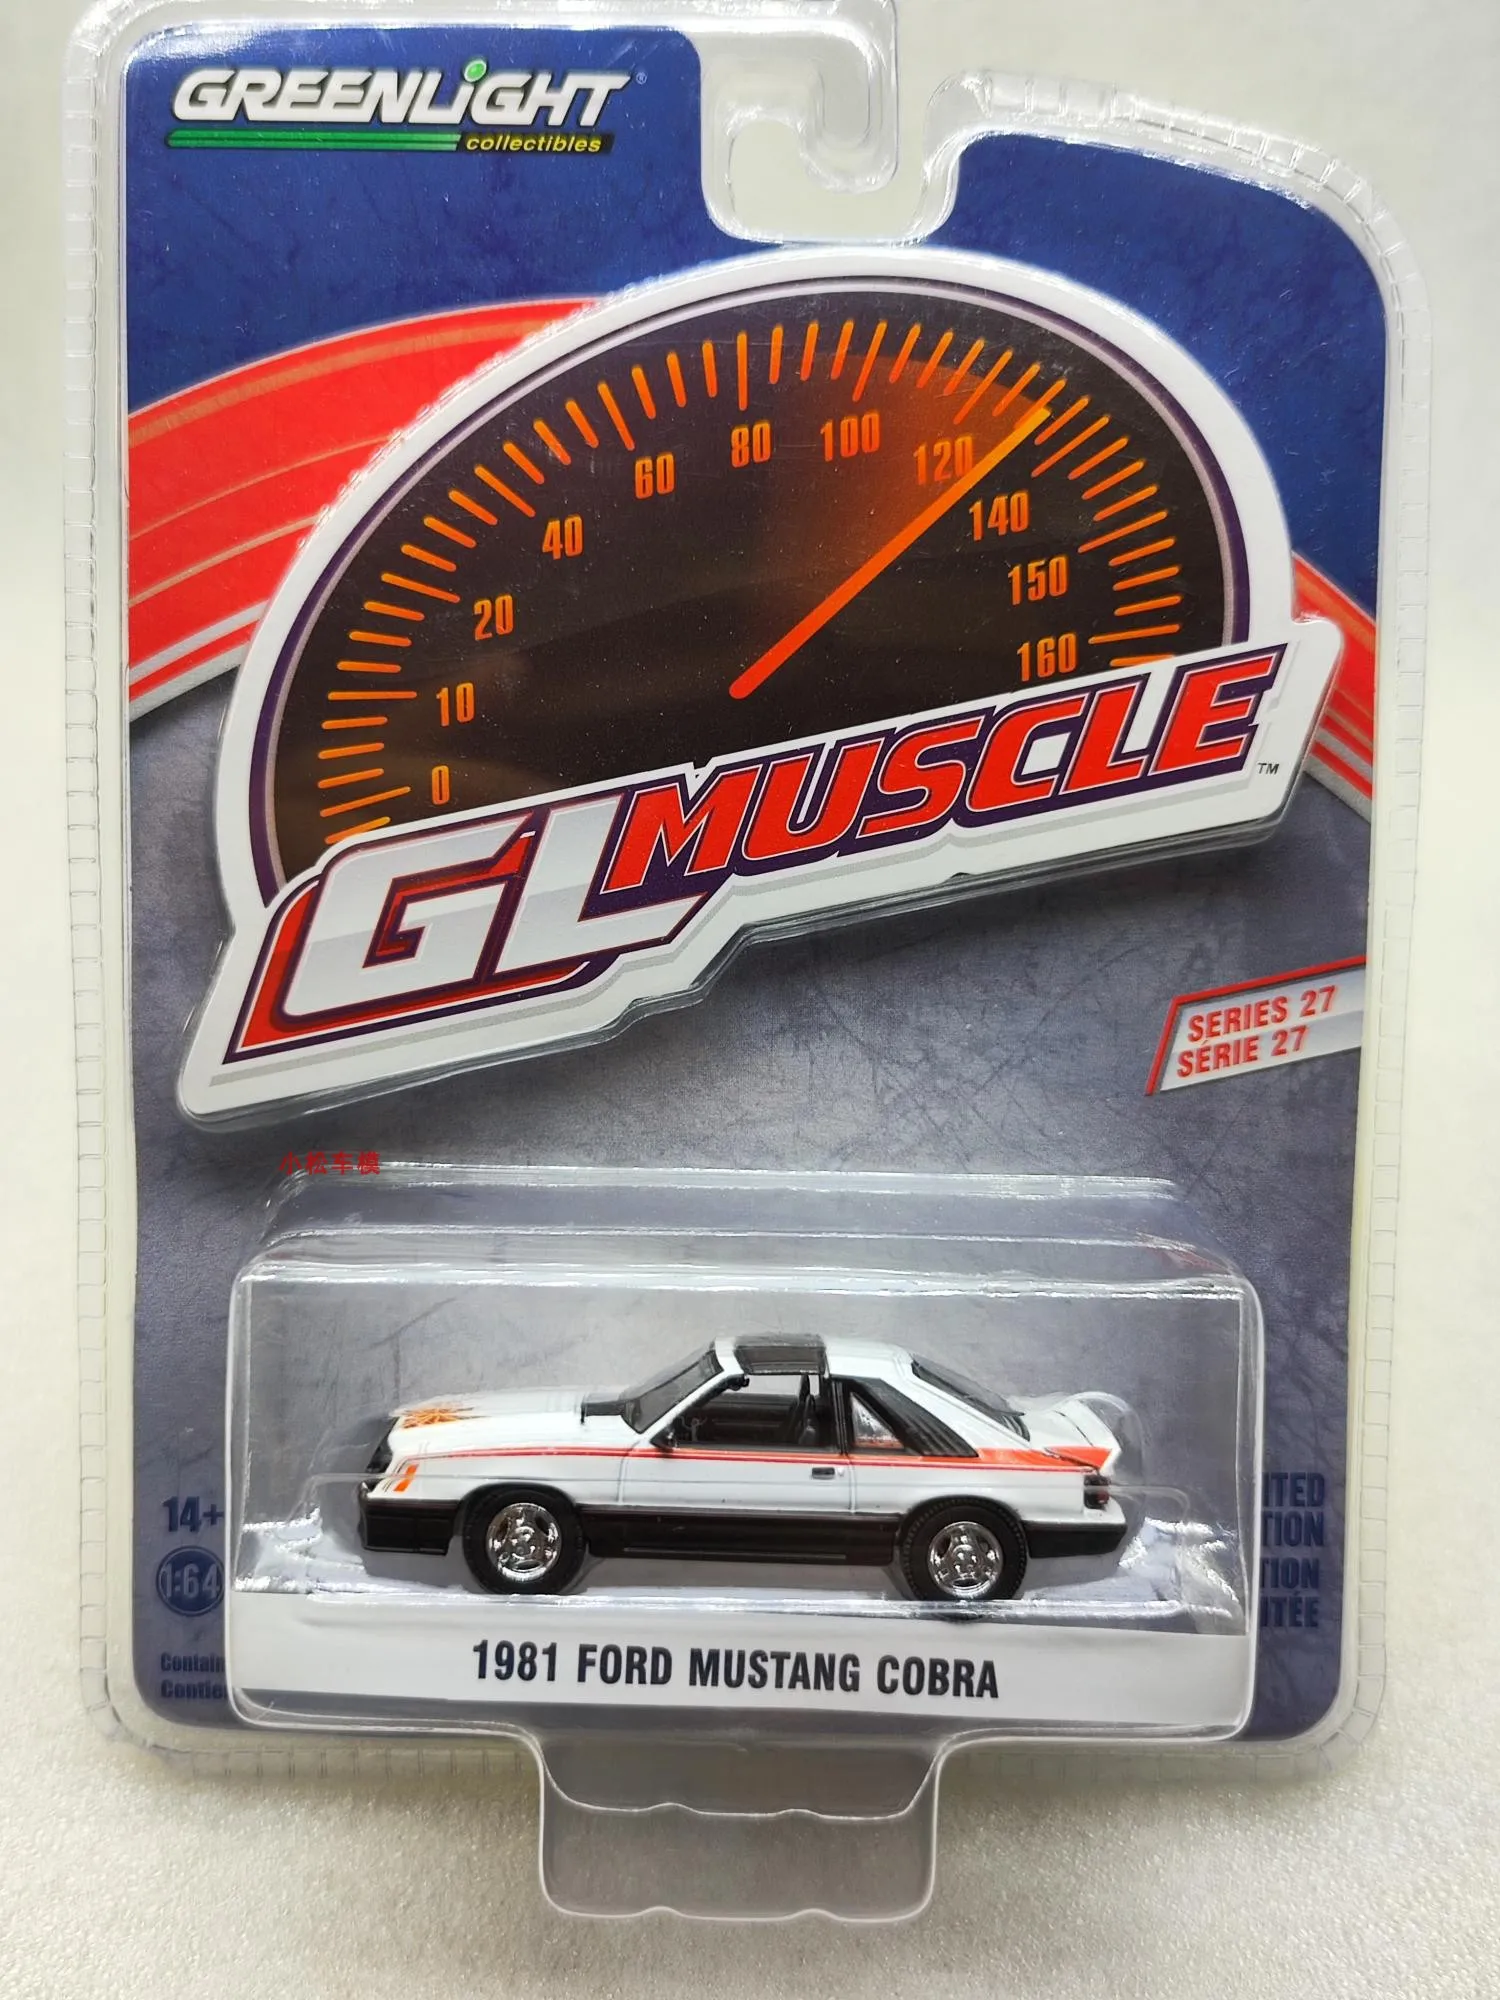 GREENLiGHT®
collectibles
0
10
20
40
60
80
100
120
140
150
160
GL MUSCLE™
SERIES 27
SÉRIE 27
小松车模
14+
1:64
1981 FORD MUSTANG COBRA